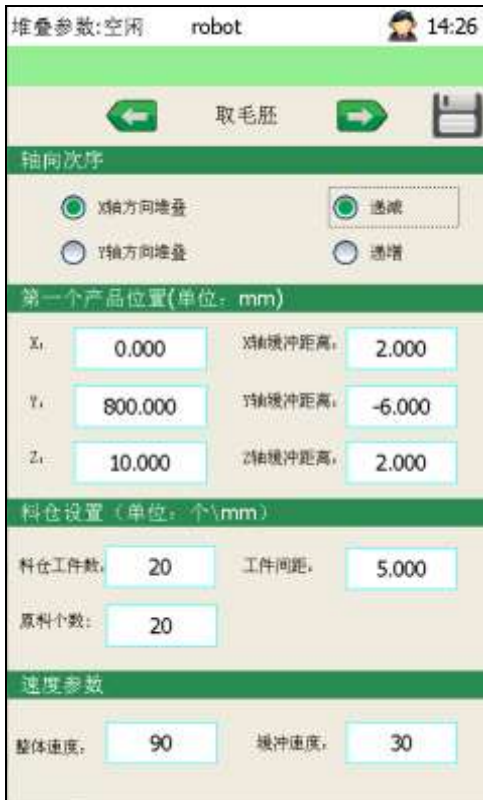 堆叠参数:空闲 robot 14:26
取毛胚
轴向次序
X轴方向堆叠 递减
Y轴方向堆叠 递增
第一个产品位置(单位: mm)
X: 0.000 X轴缓冲距离: 2.000
Y: 800.000 Y轴缓冲距离: -6.000
Z: 10.000 Z轴缓冲距离: 2.000
料仓设置（单位: 个\mm）
料仓工件数: 20 工件间距: 5.000
原料个数: 20
速度参数
整体速度: 90 缓冲速度: 30